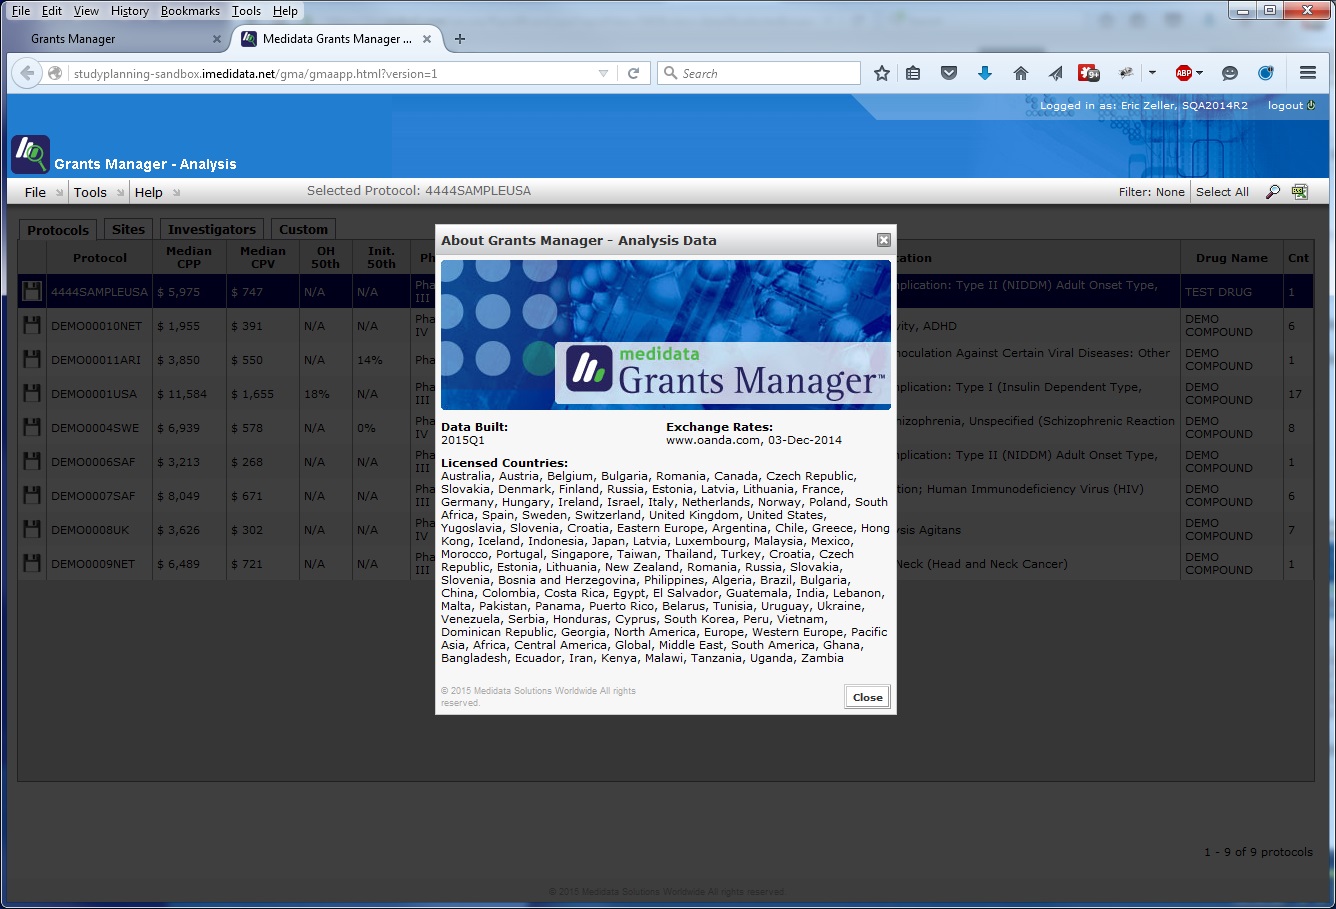 File Edit View History Bookmarks Tools Help
Grants Manager
Medidata Grants Manager ...
studyplanning-sandbox.imedidata.net/gma/gmaapp.html?version=1
Search
9+
ABP
Logged in as: Eric Zeller, SQA2014R2 logout
Grants Manager - Analysis
File Tools Help Selected Protocol: 4444SAMPLEUSA Filter: None Select All
Protocols Sites Investigators Custom
Protocol Median CPP Median CPV OH 50th Init. 50th Ph cation Drug Name Cnt
4444SAMPLEUSA $ 5,975 $ 747 N/A N/A Pha III mplication: Type II (NIDDM) Adult Onset Type, TEST DRUG 1
DEMO00010NET $ 1,955 $ 391 N/A N/A Pha IV vity, ADHD DEMO COMPOUND 6
DEMO00011ARI $ 3,850 $ 550 N/A 14% Pha noculation Against Certain Viral Diseases: Other DEMO COMPOUND 1
DEMO0001USA $ 11,584 $ 1,655 18% N/A Pha III mplication: Type I (Insulin Dependent Type, DEMO COMPOUND 17
DEMO0004SWE $ 6,939 $ 578 N/A 0% Pha IV hizophrenia, Unspecified (Schizophrenic Reaction DEMO COMPOUND 8
DEMO0006SAF $ 3,213 $ 268 N/A N/A Pha III mplication: Type II (NIDDM) Adult Onset Type, DEMO COMPOUND 1
DEMO0007SAF $ 8,049 $ 671 N/A N/A Pha III tion; Human Immunodeficiency Virus (HIV) DEMO COMPOUND 6
DEMO0008UK $ 3,626 $ 302 N/A N/A Pha IV ysis Agitans DEMO COMPOUND 7
DEMO0009NET $ 6,489 $ 721 N/A N/A Pha III Neck (Head and Neck Cancer) DEMO COMPOUND 1
About Grants Manager - Analysis Data
medidata
Grants Manager™
Data Built: Exchange Rates:
2015Q1 www.oanda.com, 03-Dec-2014
Licensed Countries:
Australia, Austria, Belgium, Bulgaria, Romania, Canada, Czech Republic,
Slovakia, Denmark, Finland, Russia, Estonia, Latvia, Lithuania, France,
Germany, Hungary, Ireland, Israel, Italy, Netherlands, Norway, Poland, South
Africa, Spain, Sweden, Switzerland, United Kingdom, United States,
Yugoslavia, Slovenia, Croatia, Eastern Europe, Argentina, Chile, Greece, Hong
Kong, Iceland, Indonesia, Japan, Latvia, Luxembourg, Malaysia, Mexico,
Morocco, Portugal, Singapore, Taiwan, Thailand, Turkey, Croatia, Czech
Republic, Estonia, Lithuania, New Zealand, Romania, Russia, Slovakia,
Slovenia, Bosnia and Herzegovina, Philippines, Algeria, Brazil, Bulgaria,
China, Colombia, Costa Rica, Egypt, El Salvador, Guatemala, India, Lebanon,
Malta, Pakistan, Panama, Puerto Rico, Belarus, Tunisia, Uruguay, Ukraine,
Venezuela, Serbia, Honduras, Cyprus, South Korea, Peru, Vietnam,
Dominican Republic, Georgia, North America, Europe, Western Europe, Pacific
Asia, Africa, Central America, Global, Middle East, South America, Ghana,
Bangladesh, Ecuador, Iran, Kenya, Malawi, Tanzania, Uganda, Zambia
© 2015 Medidata Solutions Worldwide All rights
reserved.
Close
1 - 9 of 9 protocols
© 2015 Medidata Solutions Worldwide All rights reserved.